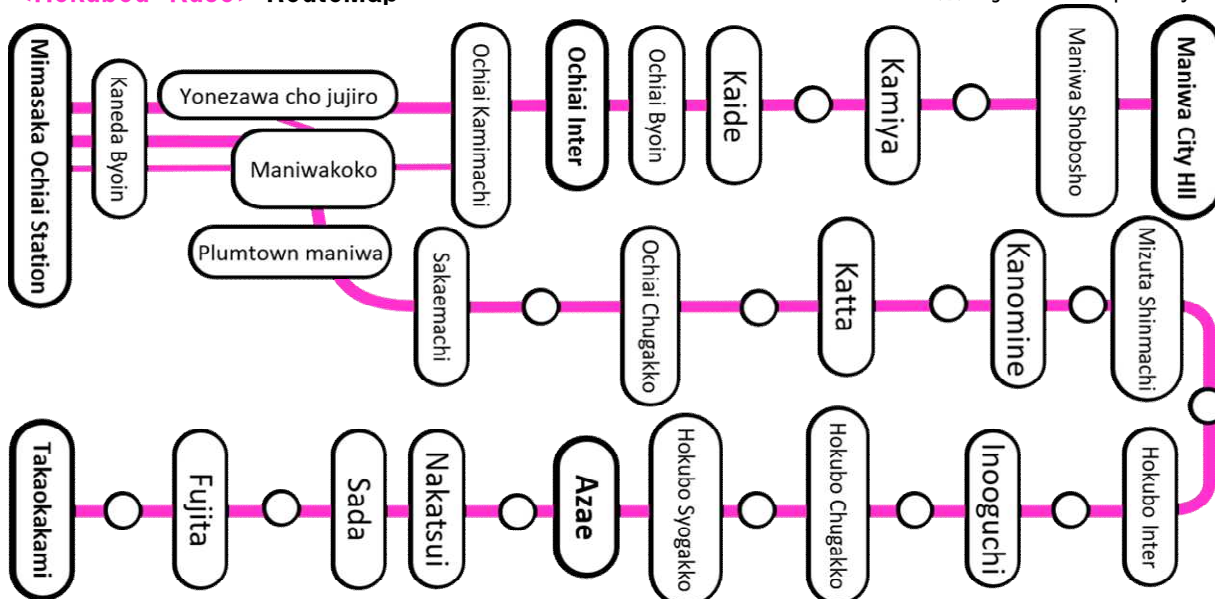 Mimasaka Ochiai Station
Kaneda Byoin
Yonezawa cho jujiro
Maniwakoko
Plumtown maniwa
Ochiai Kamimachi
Ochiai Inter
Ochiai Byoin
Kaide
Kamiya
Maniwa Shobosho
Maniwa City Hll
Sakaemachi
Ochiai Chugakko
Katta
Kanomine
Mizuta Shinmachi
Takaokakami
Fujita
Sada
Nakatsui
Azae
Hokubo Syogakko
Hokubo Chugakko
Inooguchi
Hokubo Inter